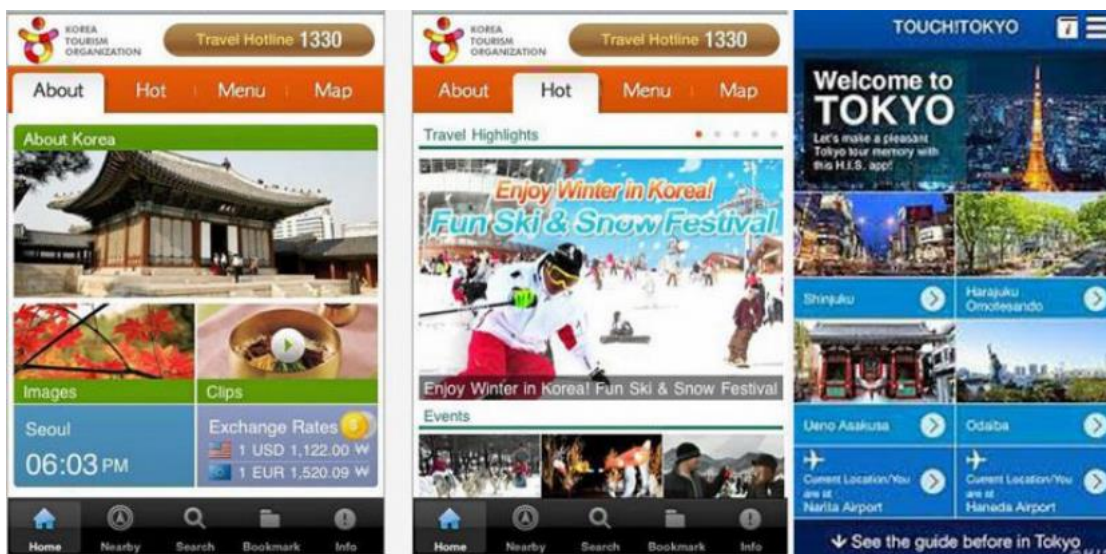 KOREA
TOURISM
ORGANIZATION
Travel Hotline 1330
About
Hot
Menu
Map
About Korea
Images
Clips
Seoul
06:03 PM
Exchange Rates $
1 USD 1,122.00 ₩
1 EUR 1,520.09 ₩
Home
Nearby
Search
Bookmark
Info
KOREA
TOURISM
ORGANIZATION
Travel Hotline 1330
About
Hot
Menu
Map
Travel Highlights
Enjoy Winter in Korea!
Fun Ski & Snow Festival
Enjoy Winter in Korea! Fun Ski & Snow Festival
Events
Home
Nearby
Search
Bookmark
Info
TOUCH!TOKYO
i
Welcome to
TOKYO
Let's make a pleasant
Tokyo tour memory with
this H.I.S. app!
Shinjuku
Harajuku
Omotesando
Ueno Asakusa
Odaiba
Current Location/You
are at
Narita Airport
Current Location/You
are at
Haneda Airport
See the guide before in Tokyo